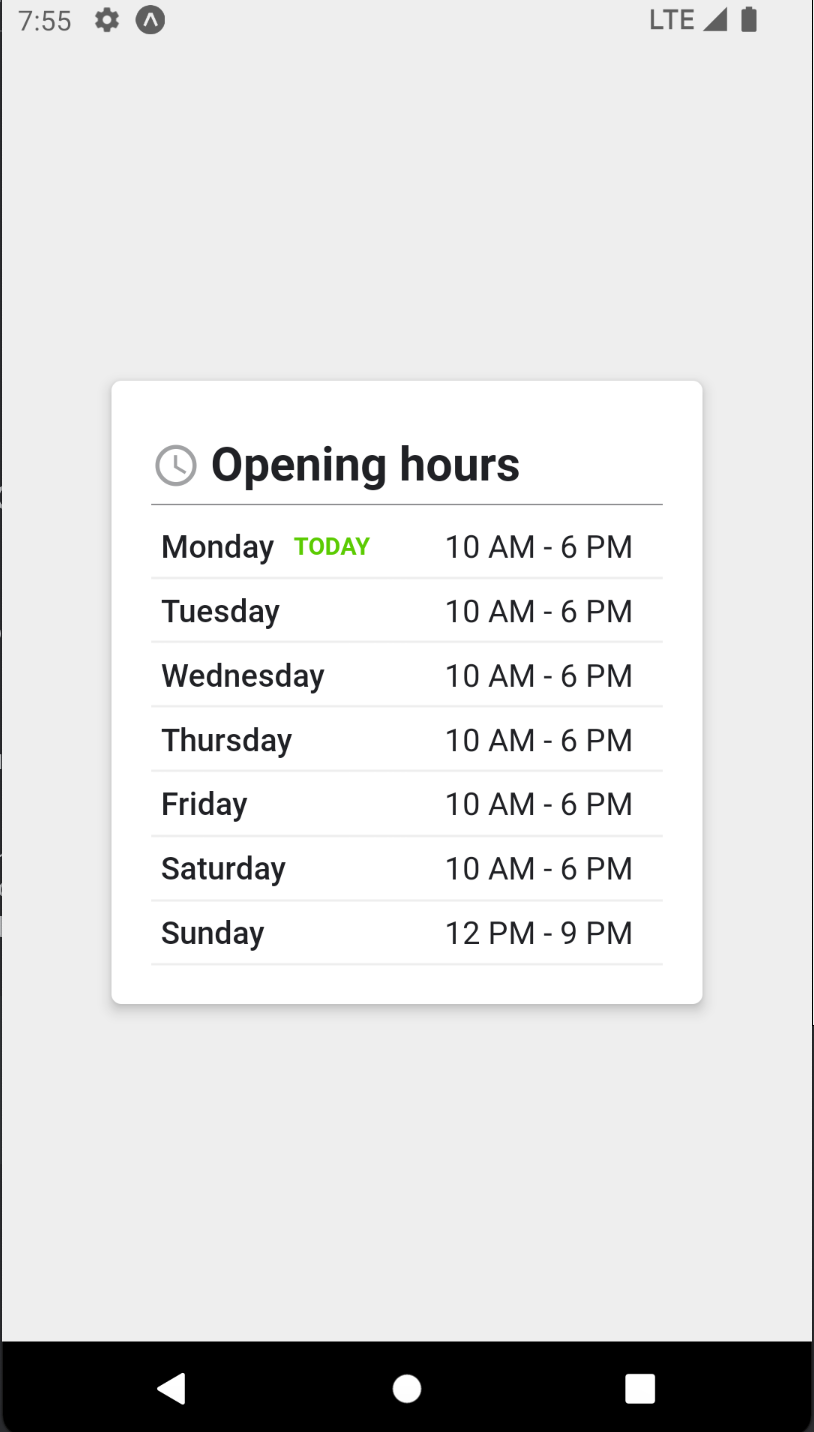 7:55 LTE
Opening hours
Monday TODAY 10 AM - 6 PM
Tuesday 10 AM - 6 PM
Wednesday 10 AM - 6 PM
Thursday 10 AM - 6 PM
Friday 10 AM - 6 PM
Saturday 10 AM - 6 PM
Sunday 12 PM - 9 PM